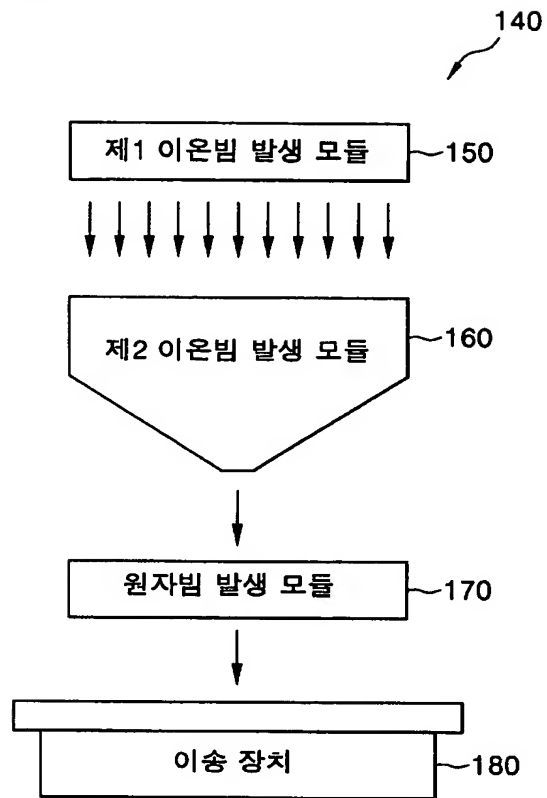 140
제1 이온빔 발생 모듈 150
제2 이온빔 발생 모듈 160
원자빔 발생 모듈 170
이송 장치 180